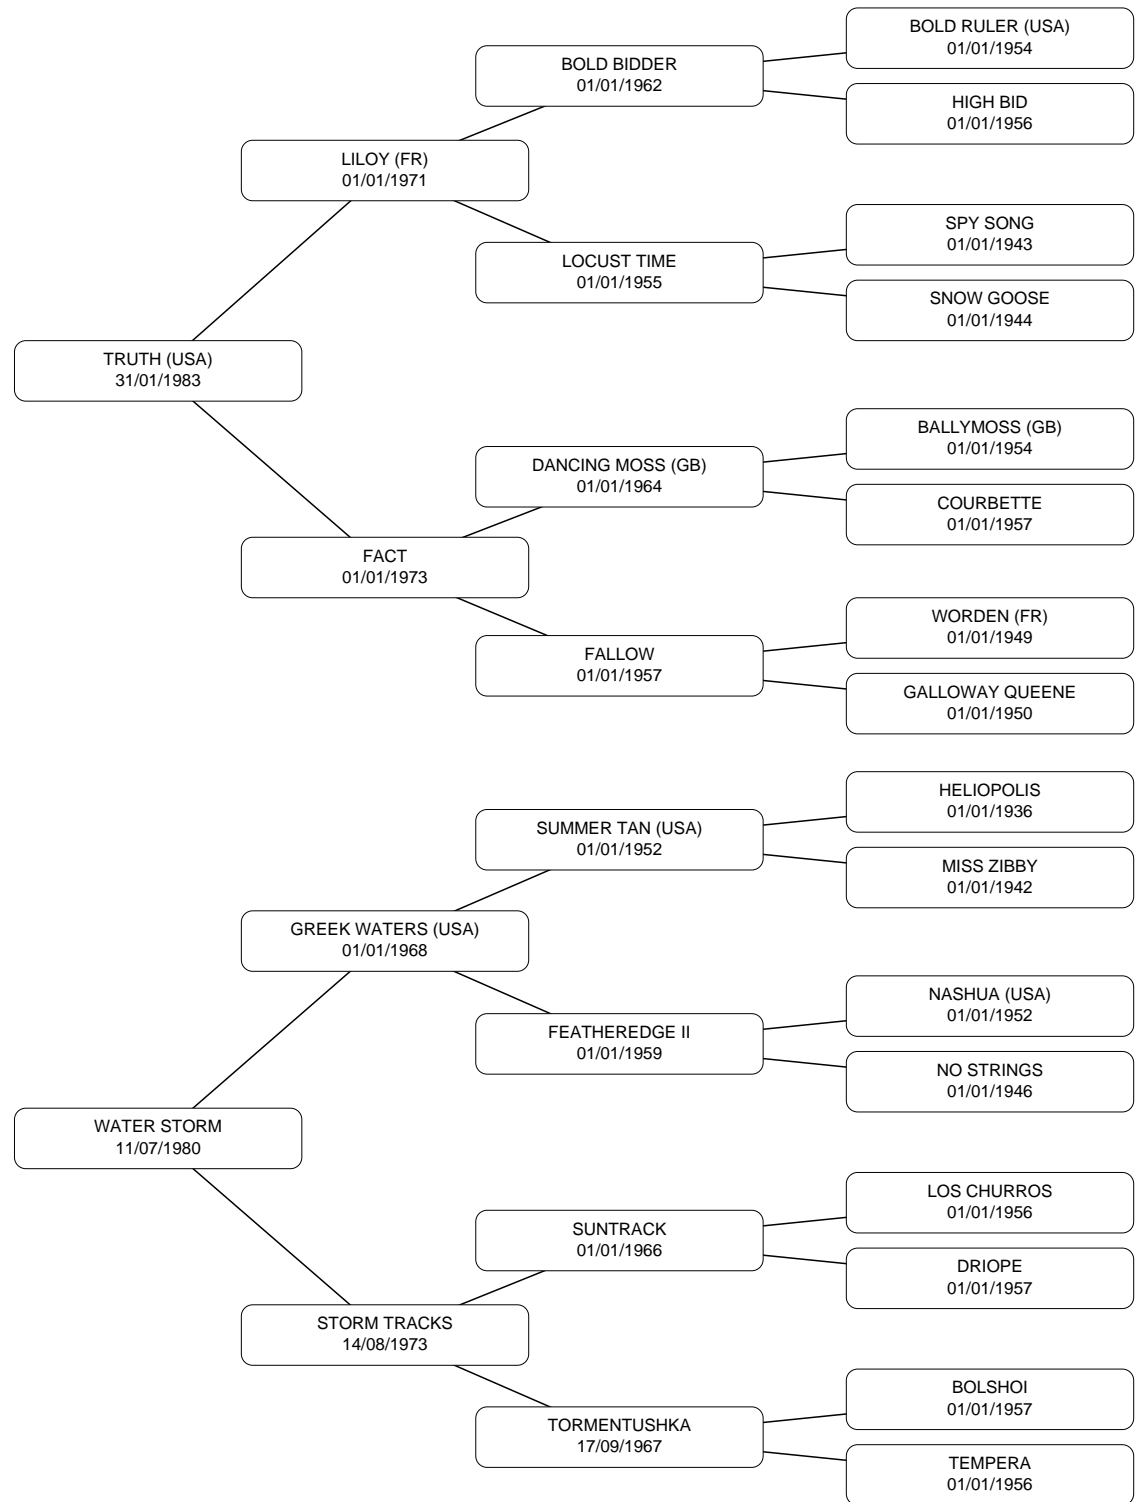 BOLD RULER (USA)
01/01/1954
BOLD BIDDER
01/01/1962
HIGH BID
01/01/1956
LILOY (FR)
01/01/1971
SPY SONG
01/01/1943
LOCUST TIME
01/01/1955
SNOW GOOSE
01/01/1944
TRUTH (USA)
31/01/1983
BALLYMOSS (GB)
01/01/1954
DANCING MOSS (GB)
01/01/1964
COURBETTE
01/01/1957
FACT
01/01/1973
WORDEN (FR)
01/01/1949
FALLOW
01/01/1957
GALLOWAY QUEENE
01/01/1950
HELIOPOLIS
01/01/1936
SUMMER TAN (USA)
01/01/1952
MISS ZIBBY
01/01/1942
GREEK WATERS (USA)
01/01/1968
NASHUA (USA)
01/01/1952
FEATHEREDGE II
01/01/1959
NO STRINGS
01/01/1946
WATER STORM
11/07/1980
LOS CHURROS
01/01/1956
SUNTRACK
01/01/1966
DRIOPE
01/01/1957
STORM TRACKS
14/08/1973
BOLSHOI
01/01/1957
TORMENTUSHKA
17/09/1967
TEMPERA
01/01/1956